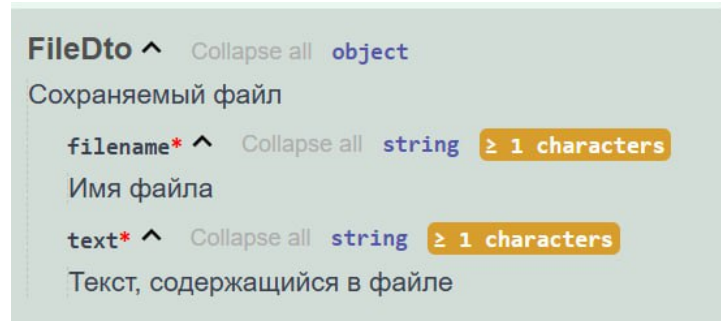 FileDto Collapse all object
Сохраняемый файл
filename* Collapse all string ≥ 1 characters
Имя файла
text* Collapse all string ≥ 1 characters
Текст, содержащийся в файле